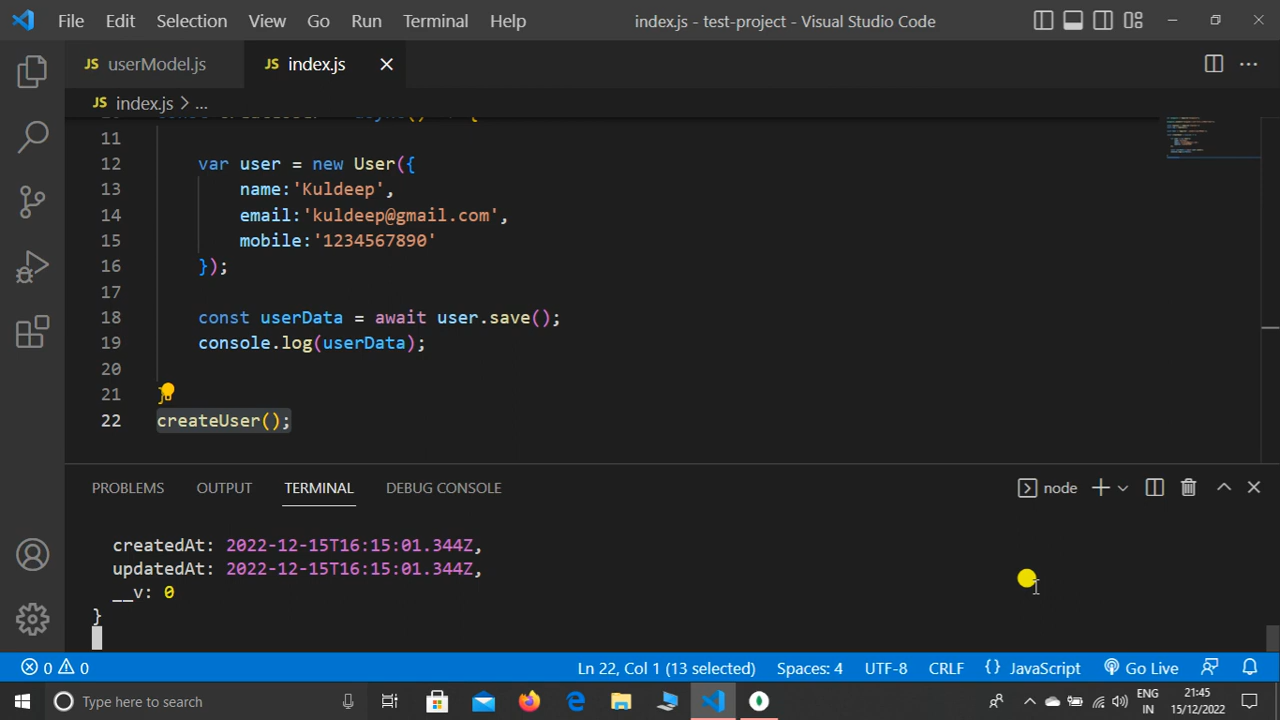 File Edit Selection View Go Run Terminal Help index.js - test-project - Visual Studio Code
JS userModel.js JS index.js
JS index.js > ...
11
12 var user = new User({
13 name:'Kuldeep',
14 email:'kuldeep@gmail.com',
15 mobile:'1234567890'
16 });
17
18 const userData = await user.save();
19 console.log(userData);
20
21
22 createUser();
PROBLEMS OUTPUT TERMINAL DEBUG CONSOLE node
createdAt: 2022-12-15T16:15:01.344Z,
updatedAt: 2022-12-15T16:15:01.344Z,
__v: 0
}
0 0 Ln 22, Col 1 (13 selected) Spaces: 4 UTF-8 CRLF {} JavaScript Go Live
Type here to search ENG IN 21:45 15/12/2022